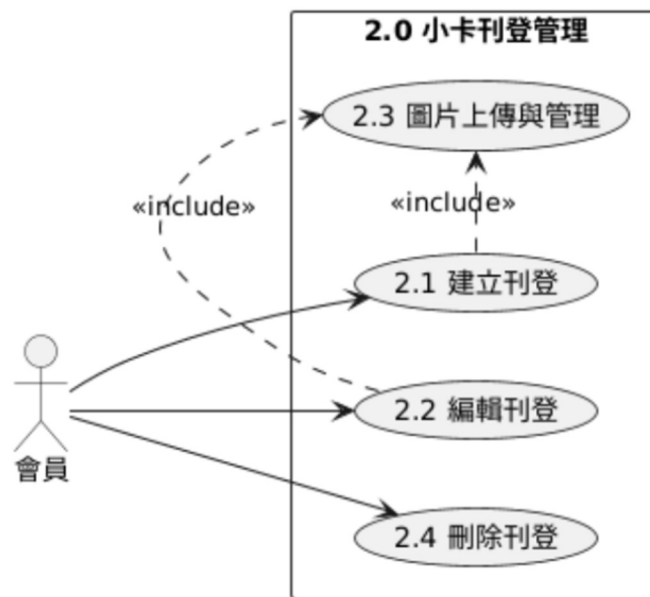 2.0 小卡刊登管理
2.3 圖片上傳與管理
«include»
«include»
2.1 建立刊登
2.2 編輯刊登
會員
2.4 刪除刊登